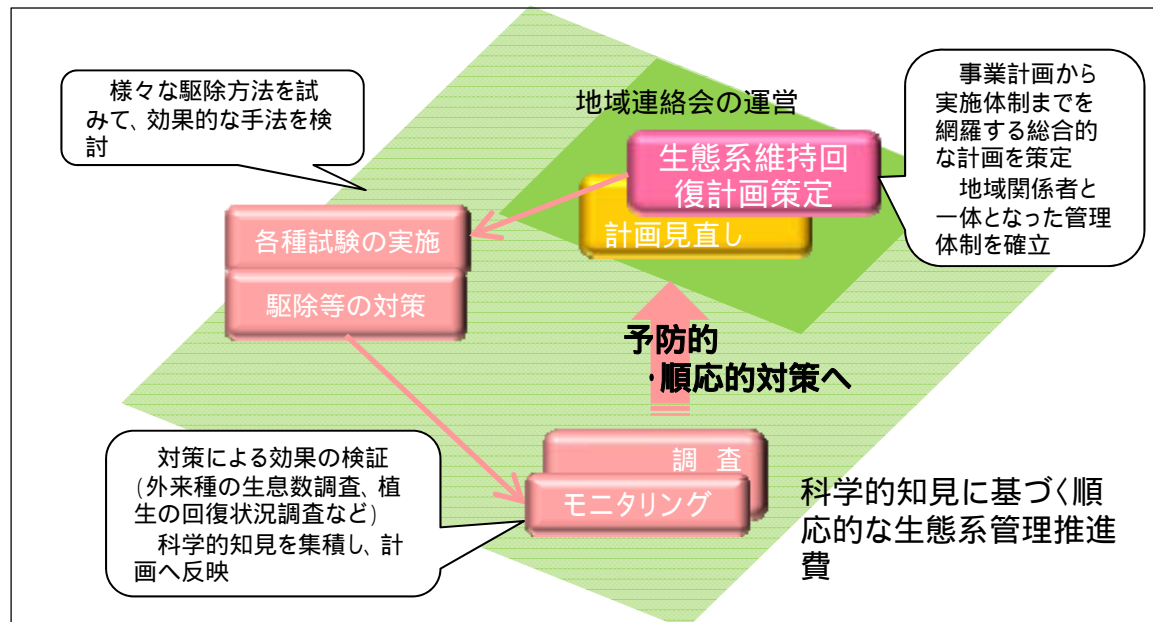 様々な駆除方法を試
みて、効果的な手法を検
討
地域連絡会の運営
生態系維持回
復計画策定
計画見直し
事業計画から
実施体制までを
網羅する総合的
な計画を策定
地域関係者と
一体となった管理
体制を確立
各種試験の実施
駆除等の対策
予防的
・順応的対策へ
調 査
モニタリング
対策による効果の検証
(外来種の生息数調査、植
生の回復状況調査など)
科学的知見を集積し、計
画へ反映
科学的知見に基づく順
応的な生態系管理推進
費